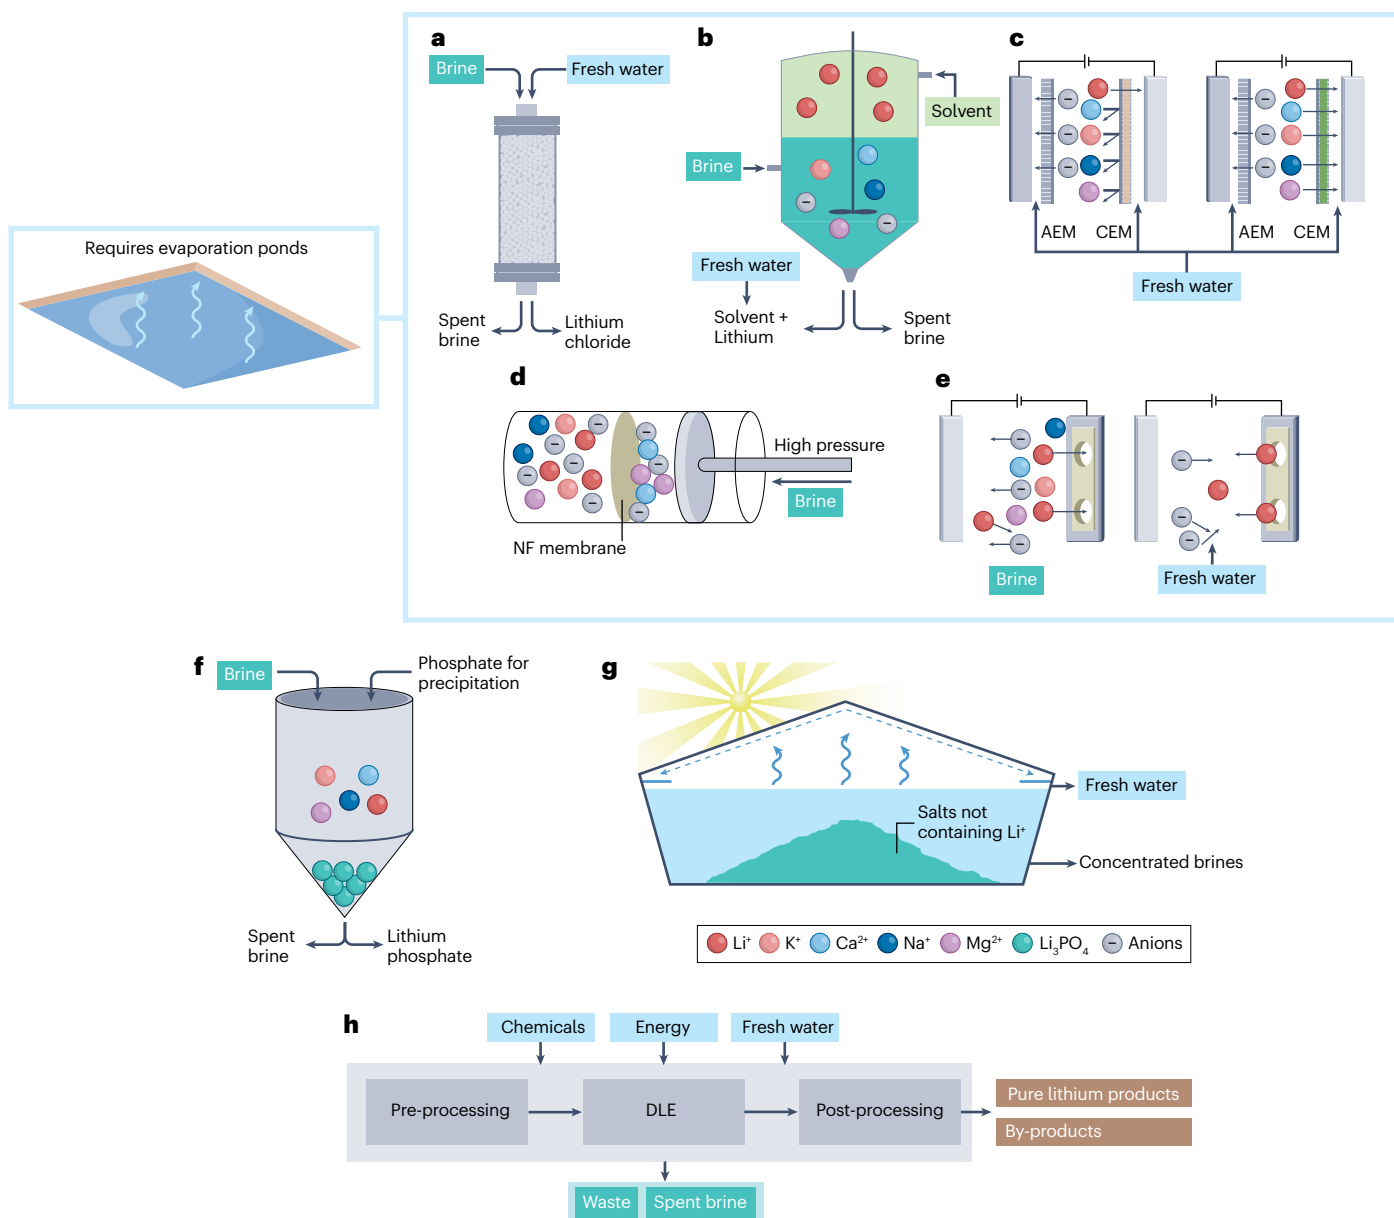 a
Brine
Fresh water
Spent
brine
Lithium
chloride
b
Solvent
Brine
Fresh water
Solvent +
Lithium
Spent
brine
c
AEM
CEM
AEM
CEM
Fresh water
Requires evaporation ponds
d
High pressure
Brine
NF membrane
e
Brine
Fresh water
f
Brine
Phosphate for
precipitation
Spent
brine
Lithium
phosphate
g
Fresh water
Salts not
containing Li⁺
Concentrated brines
Li⁺
K⁺
Ca²⁺
Na⁺
Mg²⁺
Li₃PO₄
Anions
h
Chemicals
Energy
Fresh water
Pre-processing
DLE
Post-processing
Pure lithium products
By-products
Waste
Spent brine